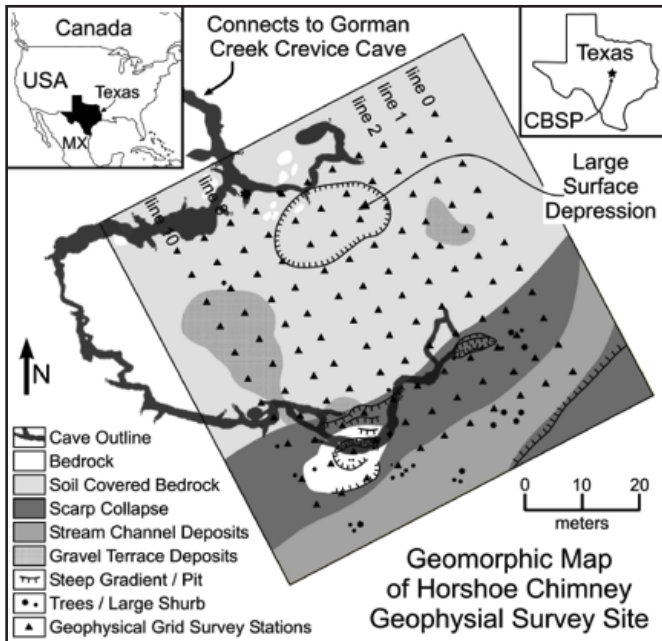 Canada
USA
Texas
MX
Connects to Gorman
Creek Crevice Cave
Texas
CBSP
line 0
line 1
line 2
line 8
line 10
Large
Surface
Depression
N
Cave Outline
Bedrock
Soil Covered Bedrock
Scarp Collapse
Stream Channel Deposits
Gravel Terrace Deposits
Steep Gradient / Pit
Trees / Large Shurb
Geophysical Grid Survey Stations
0 10 20
meters
Geomorphic Map
of Horshoe Chimney
Geophysial Survey Site